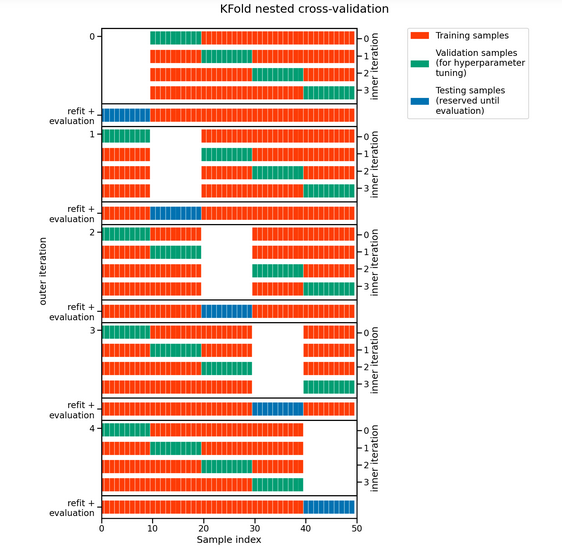 KFold nested cross-validation
Training samples
Validation samples
(for hyperparameter
tuning)
Testing samples
(reserved until
evaluation)
outer iteration
0
0
1
2
3
inner iteration
refit +
evaluation
1
0
1
2
3
inner iteration
refit +
evaluation
2
0
1
2
3
inner iteration
refit +
evaluation
3
0
1
2
3
inner iteration
refit +
evaluation
4
0
1
2
3
inner iteration
refit +
evaluation
0 10 20 30 40 50
Sample index